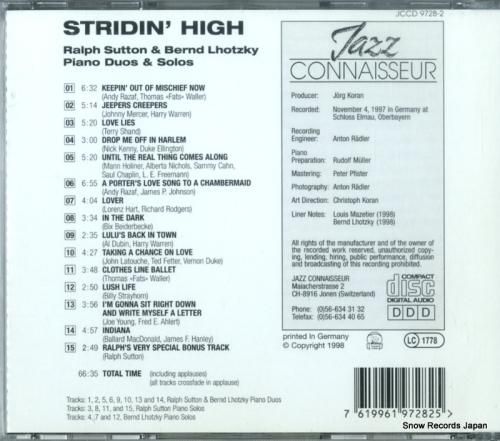 JCCD 9728-2
STRIDIN' HIGH
Ralph Sutton & Bernd Lhotzky
Piano Duos & Solos
01 6:32 KEEPIN' OUT OF MISCHIEF NOW
(Andy Razaf, Thomas «Fats» Waller)
02 5:14 JEEPERS CREEPERS
(Johnny Mercer, Harry Warren)
03 5:20 LOVE LIES
(Terry Shand)
04 3:00 DROP ME OFF IN HARLEM
(Nick Kenny, Duke Ellington)
05 5:20 UNTIL THE REAL THING COMES ALONG
(Mann Holiner, Alberta Nichols, Sammy Cahn,
Saul Chaplin, L. E. Freemann)
06 6:55 A PORTER'S LOVE SONG TO A CHAMBERMAID
(Andy Razaf, James P. Johnson)
07 4:04 LOVER
(Lorenz Hart, Richard Rodgers)
08 3:34 IN THE DARK
(Bix Beiderbecke)
09 2:35 LULU'S BACK IN TOWN
(Al Dubin, Harry Warren)
10 4:27 TAKING A CHANCE ON LOVE
(John Latouche, Ted Fetter, Vernon Duke)
11 3:48 CLOTHES LINE BALLET
(Thomas «Fats» Waller)
12 2:50 LUSH LIFE
(Billy Strayhorn)
13 3:56 I'M GONNA SIT RIGHT DOWN
AND WRITE MYSELF A LETTER
(Joe Young, Fred E. Ahlert)
14 4:57 INDIANA
(Ballard MacDonald, James F. Hanley)
15 2:49 RALPH'S VERY SPECIAL BONUS TRACK
(Ralph Sutton)
66:35 TOTAL TIME (including applauses)
(all tracks crossfade in applause)
Tracks: 1, 2, 5, 6, 9, 10, 13 and 14, Ralph Sutton & Bernd Lhotzky Piano Duos
Tracks: 3, 8, 11 and 15, Ralph Sutton Piano Solos
Tracks: 4, 7 and 12, Bernd Lhotzky Piano Solos
Jazz
CONNAISSEUR
Producer: Jörg Koran
Recorded: November 4, 1997 in Germany at
Schloss Elmau, Oberbayern
Recording
Engineer: Anton Rädler
Piano
Preparation: Rudolf Müller
Mastering: Peter Pfister
Photography: Anton Rädler
Art Direction: Christoph Koran
Liner Notes: Louis Mazetier (1998)
Bernd Lhotzky (1998)
All rights of the manufacturer and of the owner of
the recorded work reserved, unauthorized copy-
ing, lending, hiring, public performance, diffusion
and broadcasting of this recording prohibited.
JAZZ CONNAISSEUR
Maiacherstrasse 2
CH-8916 Jonen (Switzerland)
Phone: (0)56-634 31 32
Telefax: (0)56-634 40 65
COMPACT
disc
DIGITAL AUDIO
DDD
printed in Germany
© Copyright 1998
LC 1778
7 619961 972825 >
Snow Records Japan